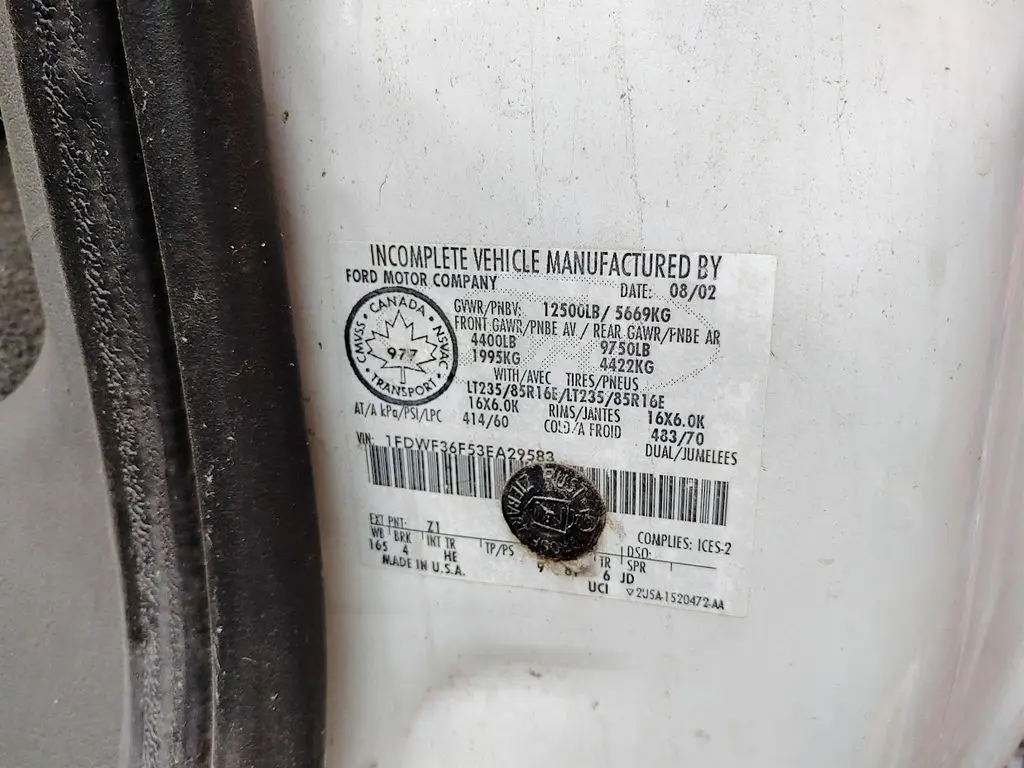 INCOMPLETE VEHICLE MANUFACTURED BY
FORD MOTOR COMPANY
DATE: 08/02
GVWR/PNBV: 12500LB/ 5669KG
FRONT GAWR/PNBE AV./ REAR GAWR/PNBE AR
4400LB 9750LB
1995KG 4422KG
WITH/AVEC TIRES/PNEUS
LT235/85R16E/LT235/85R16E
16X6.0K RIMS/JANTES 16X6.0K
AT/A kPa/PSI/LPC 414/60 COLD/A FROID 483/70
DUAL/JUMELEES
CANADA
CMVSS NSVAC
977
TRANSPORT
VIN: 1FDWF36F53EA29583
EXT PNT: Z1 COMPLIES: ICES-2
WB BRK INT TR TP/PS TR SPR DSO:
165 4 HE 6 JD
MADE IN U.S.A. UCI
2USA-1520472-AA